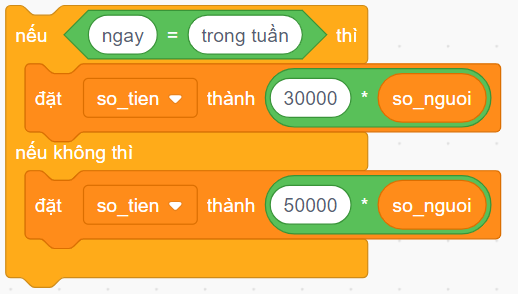 nếu ngay = trong tuần thì
đặt so_tien thành 30000 * so_nguoi
nếu không thì
đặt so_tien thành 50000 * so_nguoi